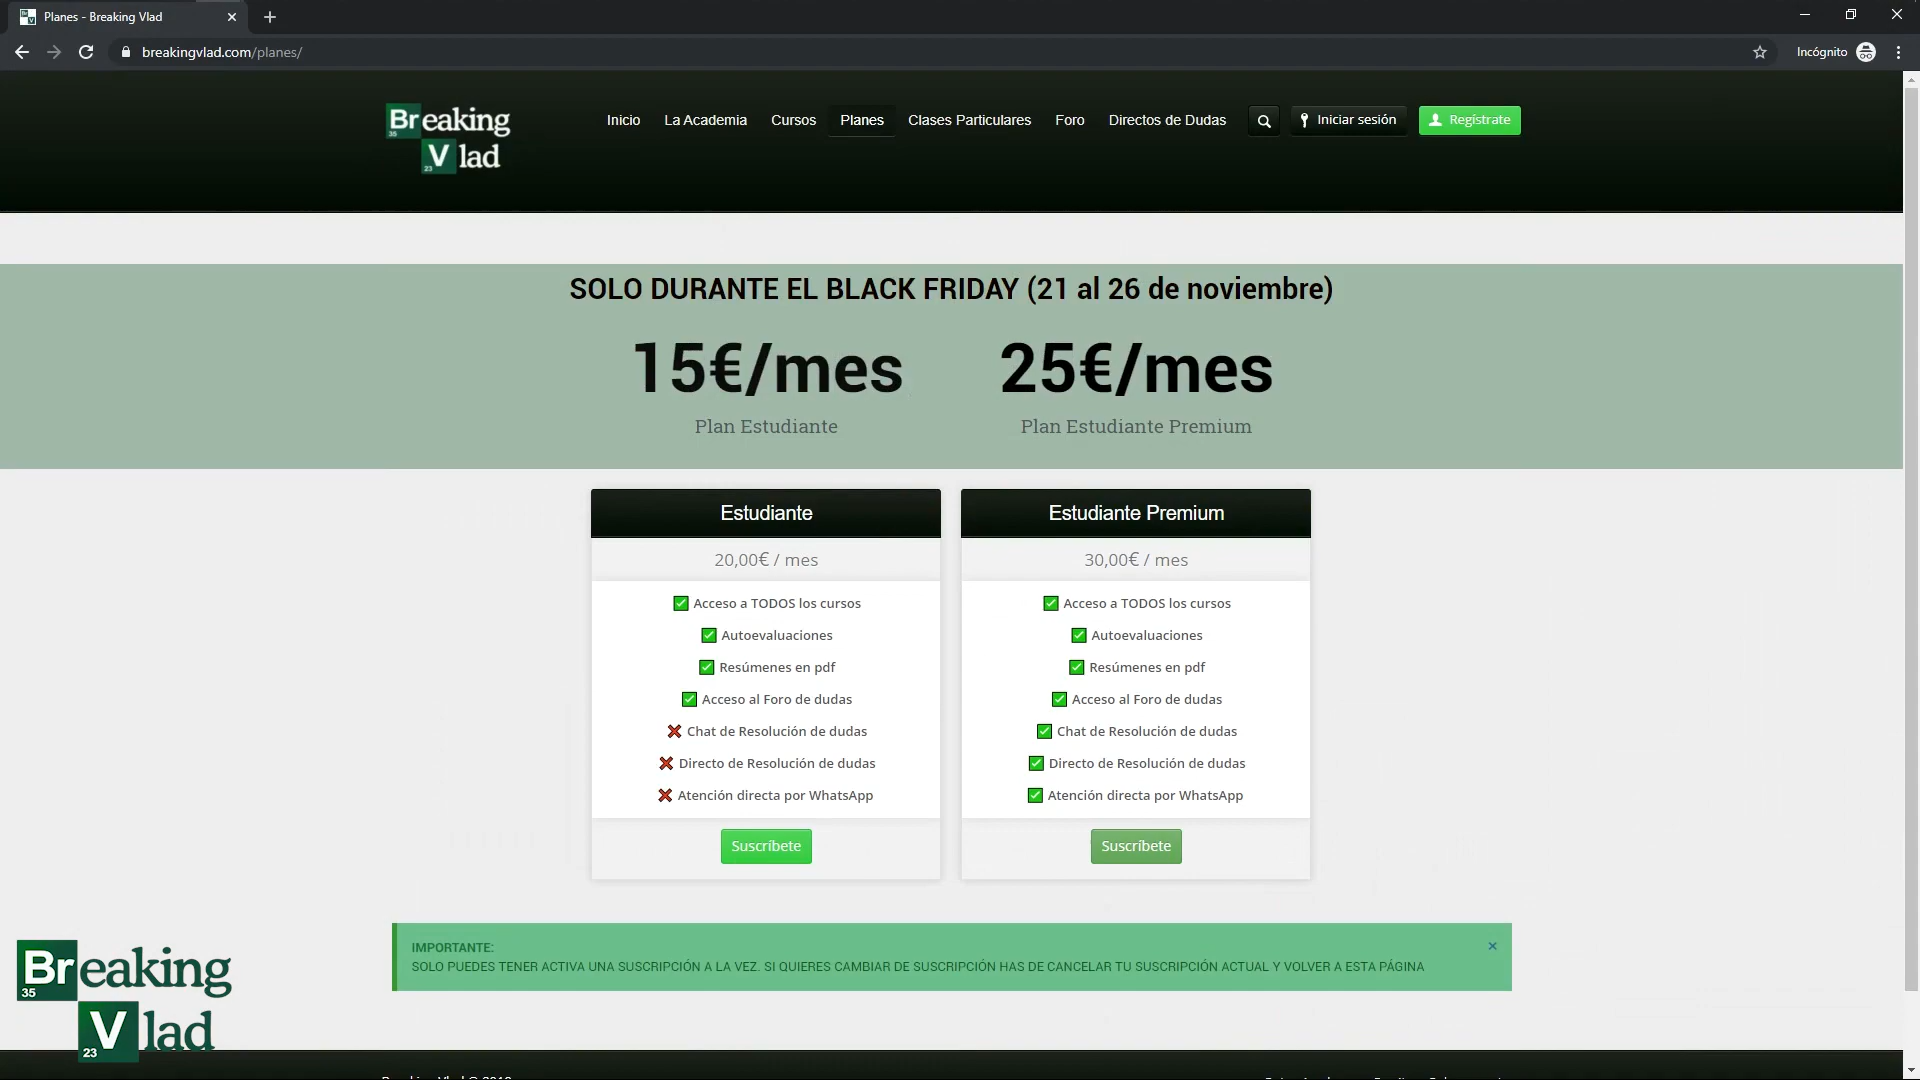 Planes - Breaking Vlad
breakingvlad.com/planes/
Incógnito
Breaking
35
Vlad
23
Inicio
La Academia
Cursos
Planes
Clases Particulares
Foro
Directos de Dudas
Iniciar sesión
Regístrate
SOLO DURANTE EL BLACK FRIDAY (21 al 26 de noviembre)
15€/mes
Plan Estudiante
25€/mes
Plan Estudiante Premium
Estudiante
20,00€ / mes
Acceso a TODOS los cursos
Autoevaluaciones
Resúmenes en pdf
Acceso al Foro de dudas
Chat de Resolución de dudas
Directo de Resolución de dudas
Atención directa por WhatsApp
Suscríbete
Estudiante Premium
30,00€ / mes
Acceso a TODOS los cursos
Autoevaluaciones
Resúmenes en pdf
Acceso al Foro de dudas
Chat de Resolución de dudas
Directo de Resolución de dudas
Atención directa por WhatsApp
Suscríbete
IMPORTANTE:
SOLO PUEDES TENER ACTIVA UNA SUSCRIPCIÓN A LA VEZ. SI QUIERES CAMBIAR DE SUSCRIPCIÓN HAS DE CANCELAR TU SUSCRIPCIÓN ACTUAL Y VOLVER A ESTA PÁGINA
Breaking
35
Vlad
23